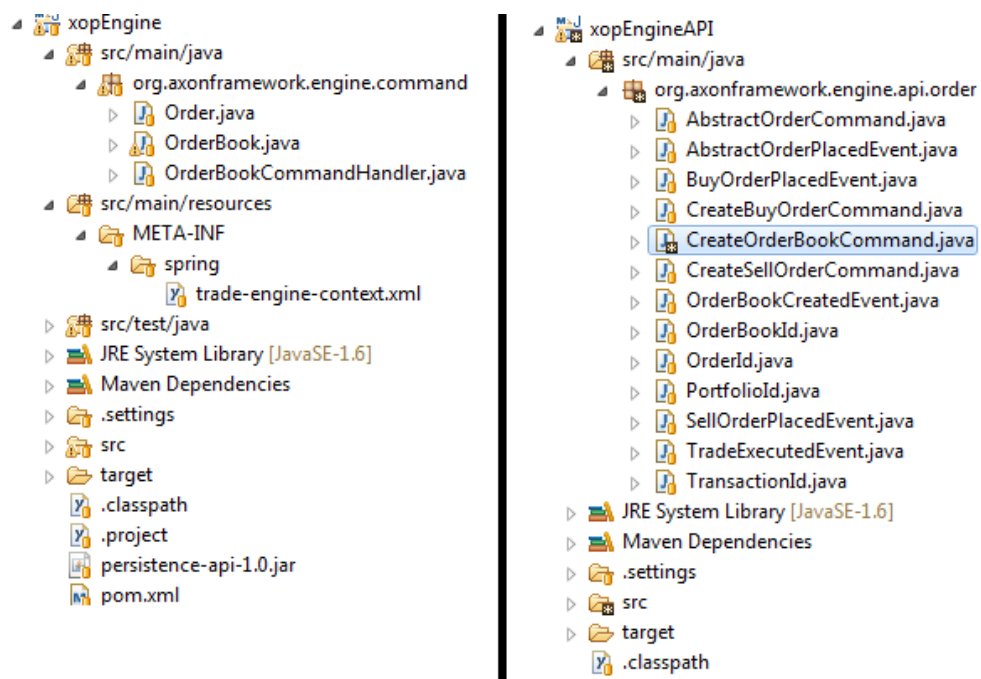 xopEngine
src/main/java
org.axonframework.engine.command
Order.java
OrderBook.java
OrderBookCommandHandler.java
src/main/resources
META-INF
spring
trade-engine-context.xml
src/test/java
JRE System Library [JavaSE-1.6]
Maven Dependencies
.settings
src
target
.classpath
.project
persistence-api-1.0.jar
pom.xml
xopEngineAPI
src/main/java
org.axonframework.engine.api.order
AbstractOrderCommand.java
AbstractOrderPlacedEvent.java
BuyOrderPlacedEvent.java
CreateBuyOrderCommand.java
CreateOrderBookCommand.java
CreateSellOrderCommand.java
OrderBookCreatedEvent.java
OrderBookId.java
OrderId.java
PortfolioId.java
SellOrderPlacedEvent.java
TradeExecutedEvent.java
TransactionId.java
JRE System Library [JavaSE-1.6]
Maven Dependencies
.settings
src
target
.classpath